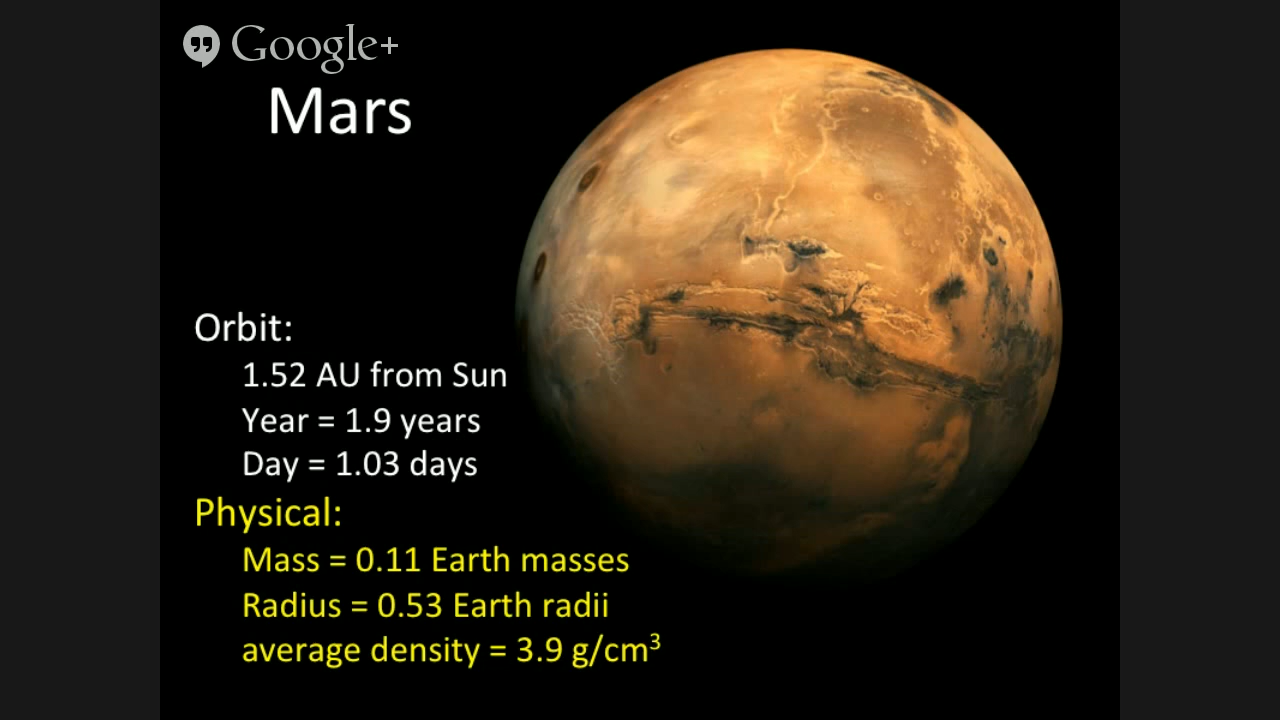 Google+
Mars
Orbit:
1.52 AU from Sun
Year = 1.9 years
Day = 1.03 days
Physical:
Mass = 0.11 Earth masses
Radius = 0.53 Earth radii
average density = 3.9 g/cm³